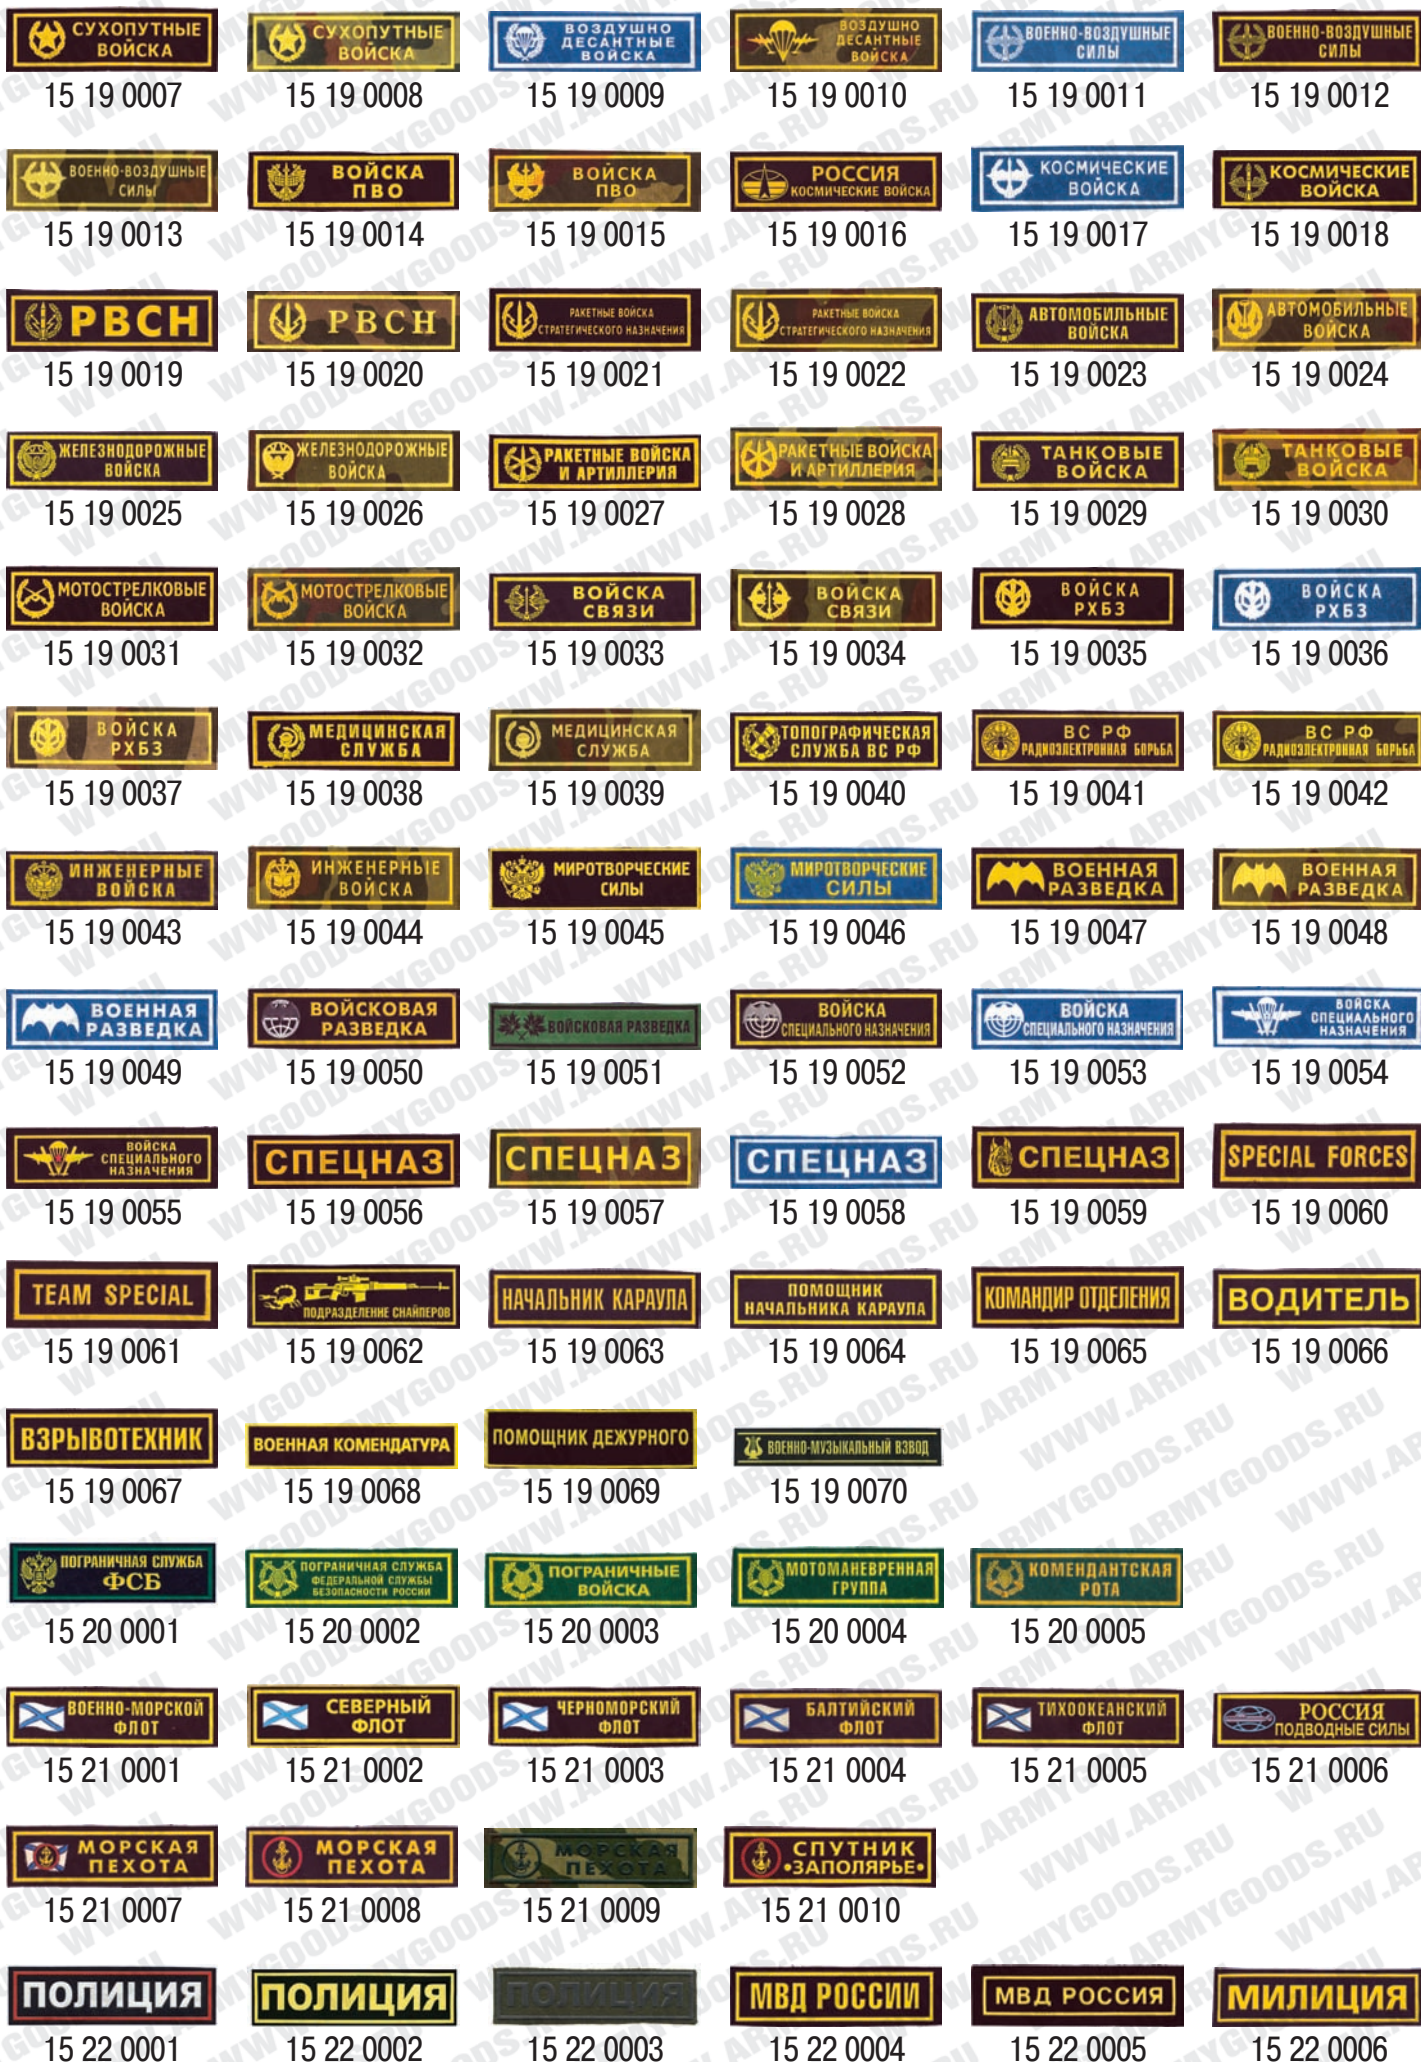 СУХОПУТНЫЕ
ВОЙСКА
15 19 0007
СУХОПУТНЫЕ
ВОЙСКА
15 19 0008
ВОЗДУШНО
ДЕСАНТНЫЕ
ВОЙСКА
15 19 0009
ВОЗДУШНО
ДЕСАНТНЫЕ
ВОЙСКА
15 19 0010
ВОЕННО-ВОЗДУШНЫЕ
СИЛЫ
15 19 0011
ВОЕННО-ВОЗДУШНЫЕ
СИЛЫ
15 19 0012
ВОЕННО-ВОЗДУШНЫЕ
СИЛЫ
15 19 0013
ВОЙСКА
ПВО
15 19 0014
ВОЙСКА
ПВО
15 19 0015
РОССИЯ
КОСМИЧЕСКИЕ ВОЙСКА
15 19 0016
КОСМИЧЕСКИЕ
ВОЙСКА
15 19 0017
КОСМИЧЕСКИЕ
ВОЙСКА
15 19 0018
РВСН
15 19 0019
РВСН
15 19 0020
РАКЕТНЫЕ ВОЙСКА
СТРАТЕГИЧЕСКОГО НАЗНАЧЕНИЯ
15 19 0021
РАКЕТНЫЕ ВОЙСКА
СТРАТЕГИЧЕСКОГО НАЗНАЧЕНИЯ
15 19 0022
АВТОМОБИЛЬНЫЕ
ВОЙСКА
15 19 0023
АВТОМОБИЛЬНЫЕ
ВОЙСКА
15 19 0024
ЖЕЛЕЗНОДОРОЖНЫЕ
ВОЙСКА
15 19 0025
ЖЕЛЕЗНОДОРОЖНЫЕ
ВОЙСКА
15 19 0026
РАКЕТНЫЕ ВОЙСКА
И АРТИЛЛЕРИЯ
15 19 0027
РАКЕТНЫЕ ВОЙСКА
И АРТИЛЛЕРИЯ
15 19 0028
ТАНКОВЫЕ
ВОЙСКА
15 19 0029
ТАНКОВЫЕ
ВОЙСКА
15 19 0030
МОТОСТРЕЛКОВЫЕ
ВОЙСКА
15 19 0031
МОТОСТРЕЛКОВЫЕ
ВОЙСКА
15 19 0032
ВОЙСКА
СВЯЗИ
15 19 0033
ВОЙСКА
СВЯЗИ
15 19 0034
ВОЙСКА
РХБЗ
15 19 0035
ВОЙСКА
РХБЗ
15 19 0036
ВОЙСКА
РХБЗ
15 19 0037
МЕДИЦИНСКАЯ
СЛУЖБА
15 19 0038
МЕДИЦИНСКАЯ
СЛУЖБА
15 19 0039
ТОПОГРАФИЧЕСКАЯ
СЛУЖБА ВС РФ
15 19 0040
ВС РФ
РАДИОЭЛЕКТРОННАЯ БОРЬБА
15 19 0041
ВС РФ
РАДИОЭЛЕКТРОННАЯ БОРЬБА
15 19 0042
ИНЖЕНЕРНЫЕ
ВОЙСКА
15 19 0043
ИНЖЕНЕРНЫЕ
ВОЙСКА
15 19 0044
МИРОТВОРЧЕСКИЕ
СИЛЫ
15 19 0045
МИРОТВОРЧЕСКИЕ
СИЛЫ
15 19 0046
ВОЕННАЯ
РАЗВЕДКА
15 19 0047
ВОЕННАЯ
РАЗВЕДКА
15 19 0048
ВОЕННАЯ
РАЗВЕДКА
15 19 0049
ВОЙСКОВАЯ
РАЗВЕДКА
15 19 0050
ВОЙСКОВАЯ РАЗВЕДКА
15 19 0051
ВОЙСКА
СПЕЦИАЛЬНОГО НАЗНАЧЕНИЯ
15 19 0052
ВОЙСКА
СПЕЦИАЛЬНОГО НАЗНАЧЕНИЯ
15 19 0053
ВОЙСКА
СПЕЦИАЛЬНОГО
НАЗНАЧЕНИЯ
15 19 0054
ВОЙСКА
СПЕЦИАЛЬНОГО
НАЗНАЧЕНИЯ
15 19 0055
СПЕЦНАЗ
15 19 0056
СПЕЦНАЗ
15 19 0057
СПЕЦНАЗ
15 19 0058
СПЕЦНАЗ
15 19 0059
SPECIAL FORCES
15 19 0060
TEAM SPECIAL
15 19 0061
ПОДРАЗДЕЛЕНИЕ СНАЙПЕРОВ
15 19 0062
НАЧАЛЬНИК КАРАУЛА
15 19 0063
ПОМОЩНИК
НАЧАЛЬНИКА КАРАУЛА
15 19 0064
КОМАНДИР ОТДЕЛЕНИЯ
15 19 0065
ВОДИТЕЛЬ
15 19 0066
ВЗРЫВОТЕХНИК
15 19 0067
ВОЕННАЯ КОМЕНДАТУРА
15 19 0068
ПОМОЩНИК ДЕЖУРНОГО
15 19 0069
ВОЕННО-МУЗЫКАЛЬНЫЙ ВЗВОД
15 19 0070
ПОГРАНИЧНАЯ СЛУЖБА
ФСБ
15 20 0001
ПОГРАНИЧНАЯ СЛУЖБА
ФЕДЕРАЛЬНОЙ СЛУЖБЫ
БЕЗОПАСНОСТИ РОССИИ
15 20 0002
ПОГРАНИЧНЫЕ
ВОЙСКА
15 20 0003
МОТОМАНЕВРЕННАЯ
ГРУППА
15 20 0004
КОМЕНДАНТСКАЯ
РОТА
15 20 0005
ВОЕННО-МОРСКОЙ
ФЛОТ
15 21 0001
СЕВЕРНЫЙ
ФЛОТ
15 21 0002
ЧЕРНОМОРСКИЙ
ФЛОТ
15 21 0003
БАЛТИЙСКИЙ
ФЛОТ
15 21 0004
ТИХООКЕАНСКИЙ
ФЛОТ
15 21 0005
РОССИЯ
ПОДВОДНЫЕ СИЛЫ
15 21 0006
МОРСКАЯ
ПЕХОТА
15 21 0007
МОРСКАЯ
ПЕХОТА
15 21 0008
МОРСКАЯ
ПЕХОТА
15 21 0009
СПУТНИК
•ЗАПОЛЯРЬЕ•
15 21 0010
ПОЛИЦИЯ
15 22 0001
ПОЛИЦИЯ
15 22 0002
ПОЛИЦИЯ
15 22 0003
МВД РОССИИ
15 22 0004
МВД РОССИЯ
15 22 0005
МИЛИЦИЯ
15 22 0006
WWW.ARMYGOODS.RU